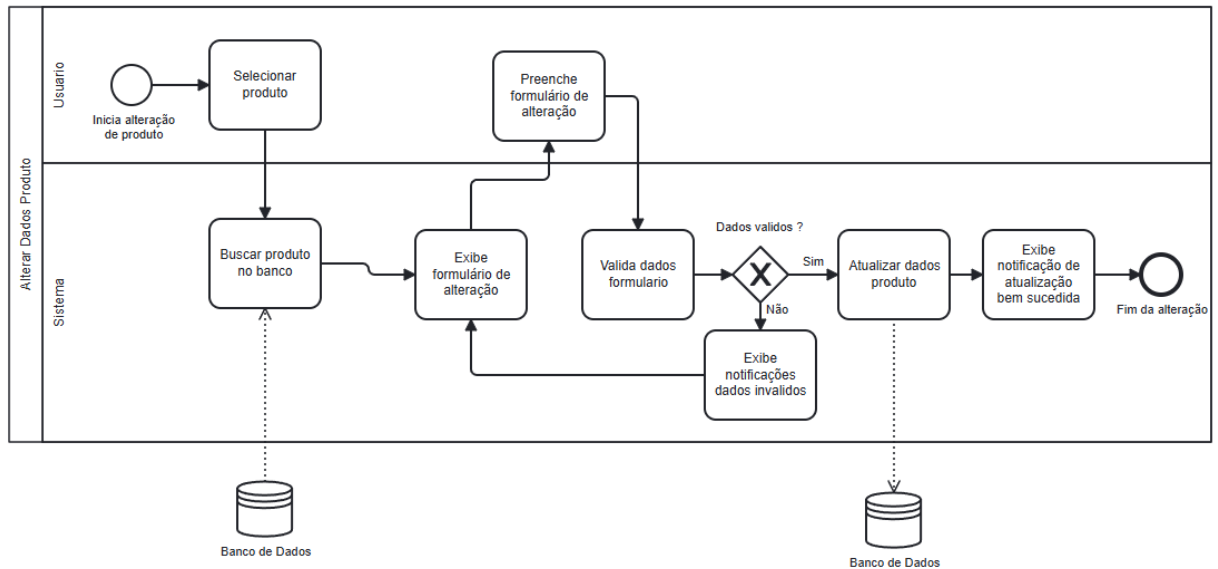 Alterar Dados Produto
Usuario
Inicia alteração
de produto
Selecionar
produto
Preenche
formulário de
alteração
Sistema
Buscar produto
no banco
Exibe
formulário de
alteração
Valida dados
formulario
Dados validos ?
Sim
Não
Exibe
notificações
dados invalidos
Atualizar dados
produto
Exibe
notificação de
atualização
bem sucedida
Fim da alteração
Banco de Dados
Banco de Dados